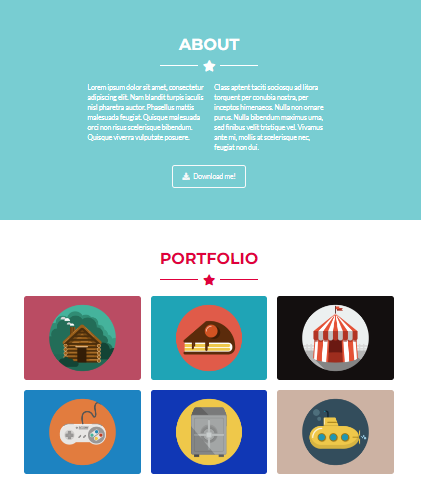 ABOUT
Lorem ipsum dolor sit amet, consectetur
adipiscing elit. Nam blandit turpis iaculis
nisl pharetra auctor. Phasellus mattis
malesuada feugiat. Quisque malesuada
orci non risus scelerisque bibendum.
Quisque viverra vulputate posuere.
Class aptent taciti sociosqu ad litora
torquent per conubia nostra, per
inceptos himenaeos. Nulla non ornare
purus. Nulla bibendum maximus urna,
sed finibus velit tristique vel. Vivamus
ante mi, mollis at scelerisque nec,
feugiat non dui.
Download me!
PORTFOLIO